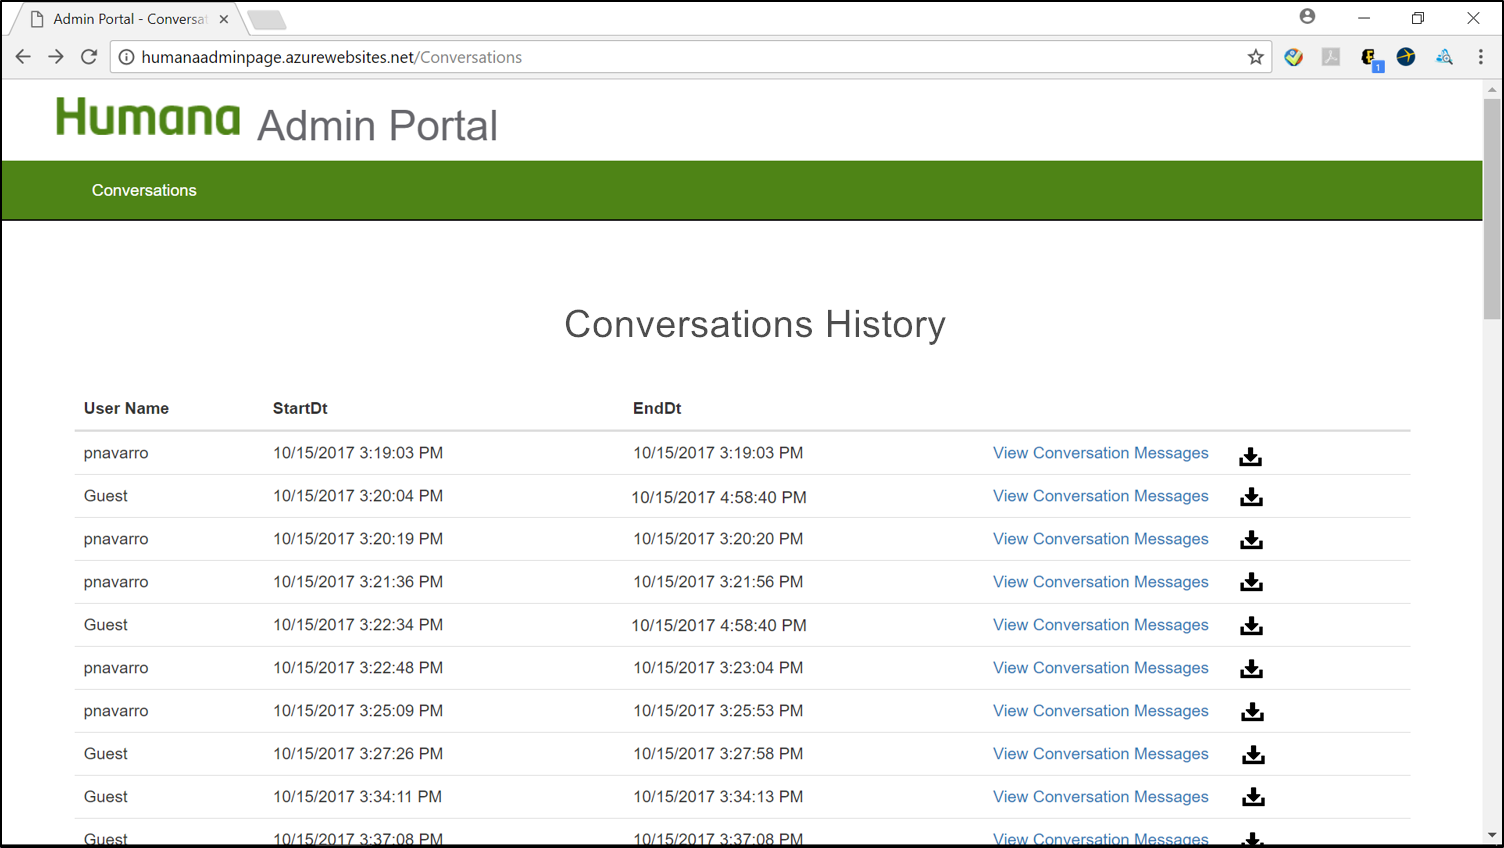 Admin Portal - Conversat
humanaadminpage.azurewebsites.net/Conversations
1
Humana Admin Portal
Conversations
Conversations History
User Name StartDt EndDt
pnavarro 10/15/2017 3:19:03 PM 10/15/2017 3:19:03 PM View Conversation Messages
Guest 10/15/2017 3:20:04 PM 10/15/2017 4:58:40 PM View Conversation Messages
pnavarro 10/15/2017 3:20:19 PM 10/15/2017 3:20:20 PM View Conversation Messages
pnavarro 10/15/2017 3:21:36 PM 10/15/2017 3:21:56 PM View Conversation Messages
Guest 10/15/2017 3:22:34 PM 10/15/2017 4:58:40 PM View Conversation Messages
pnavarro 10/15/2017 3:22:48 PM 10/15/2017 3:23:04 PM View Conversation Messages
pnavarro 10/15/2017 3:25:09 PM 10/15/2017 3:25:53 PM View Conversation Messages
Guest 10/15/2017 3:27:26 PM 10/15/2017 3:27:58 PM View Conversation Messages
Guest 10/15/2017 3:34:11 PM 10/15/2017 3:34:13 PM View Conversation Messages
Guest 10/15/2017 3:37:08 PM 10/15/2017 3:37:08 PM View Conversation Messages